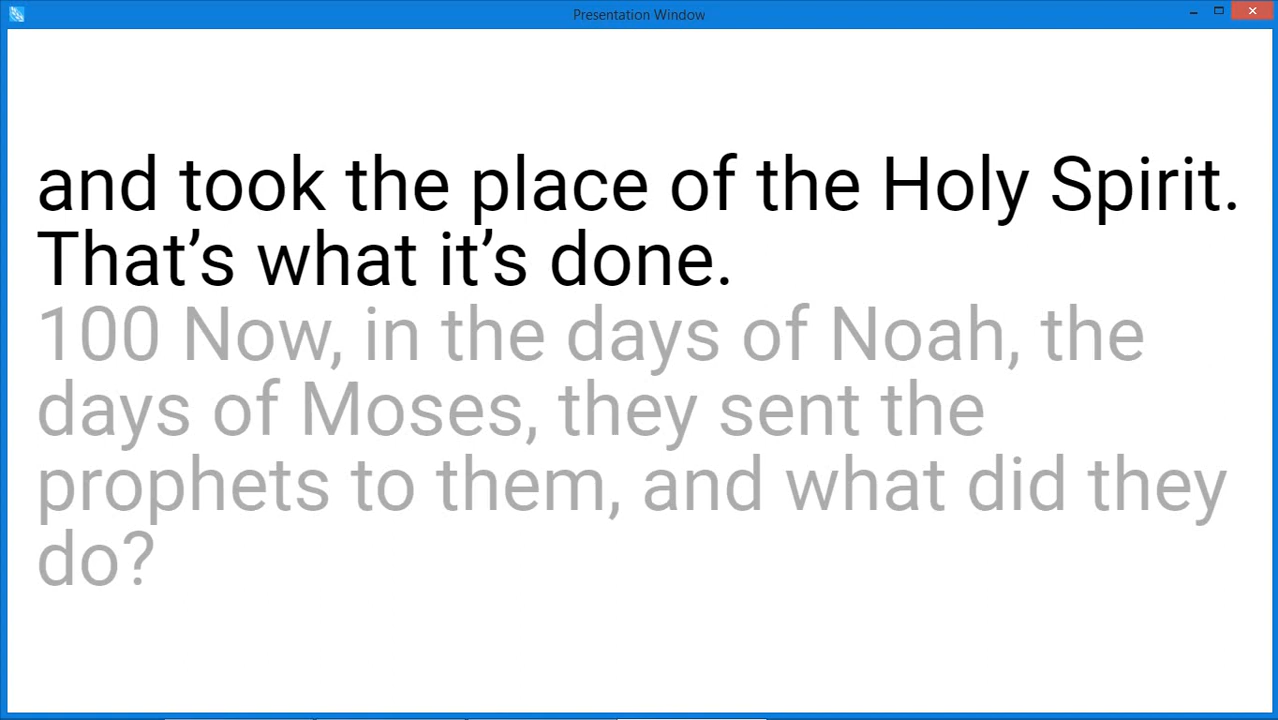 Presentation Window
and took the place of the Holy Spirit.
That’s what it’s done.
100 Now, in the days of Noah, the
days of Moses, they sent the
prophets to them, and what did they
do?